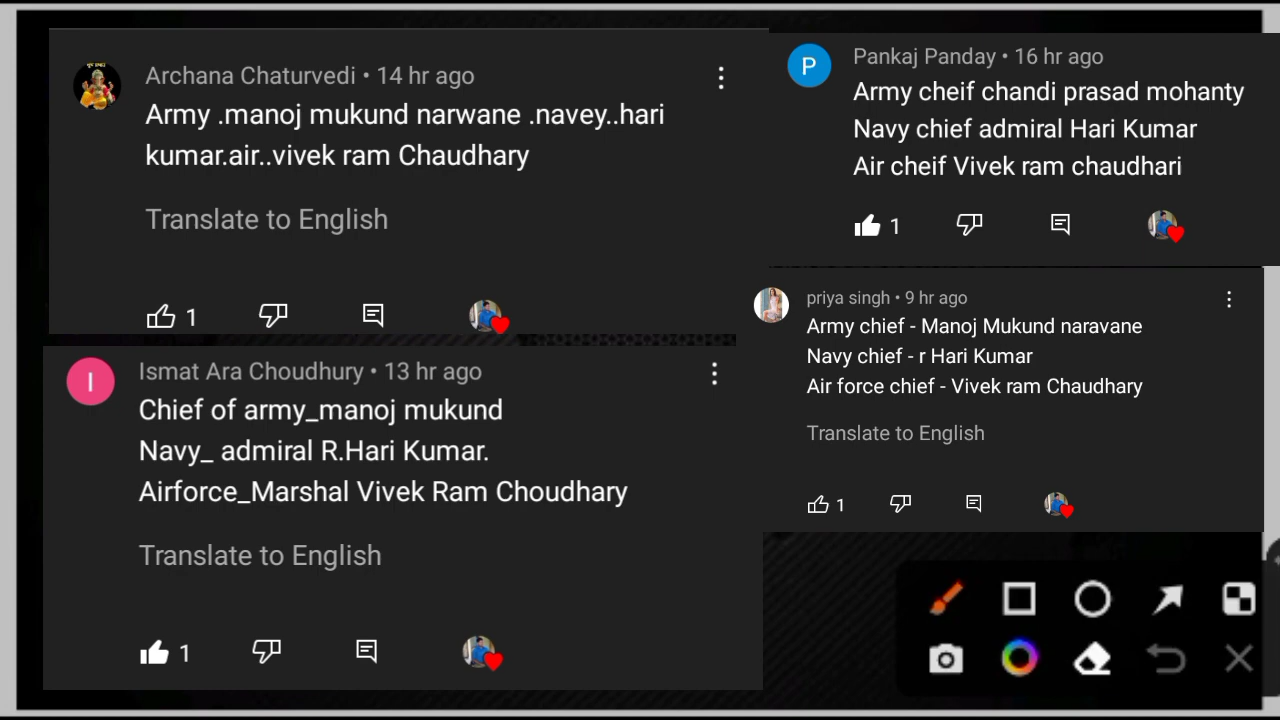 Archana Chaturvedi • 14 hr ago
Army .manoj mukund narwane .navey..hari
kumar.air..vivek ram Chaudhary
Translate to English
1
Ismat Ara Choudhury • 13 hr ago
Chief of army_manoj mukund
Navy_ admiral R.Hari Kumar.
Airforce_Marshal Vivek Ram Choudhary
Translate to English
1
P
Pankaj Panday • 16 hr ago
Army cheif chandi prasad mohanty
Navy chief admiral Hari Kumar
Air cheif Vivek ram chaudhari
1
priya singh • 9 hr ago
Army chief - Manoj Mukund naravane
Navy chief - r Hari Kumar
Air force chief - Vivek ram Chaudhary
Translate to English
1
I